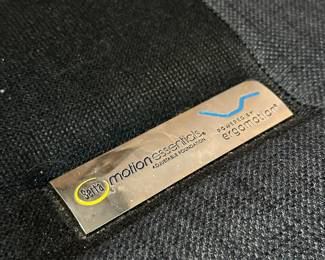 Serta
motionessentials®
ADJUSTABLE FOUNDATION
POWERED BY
ergomotion®